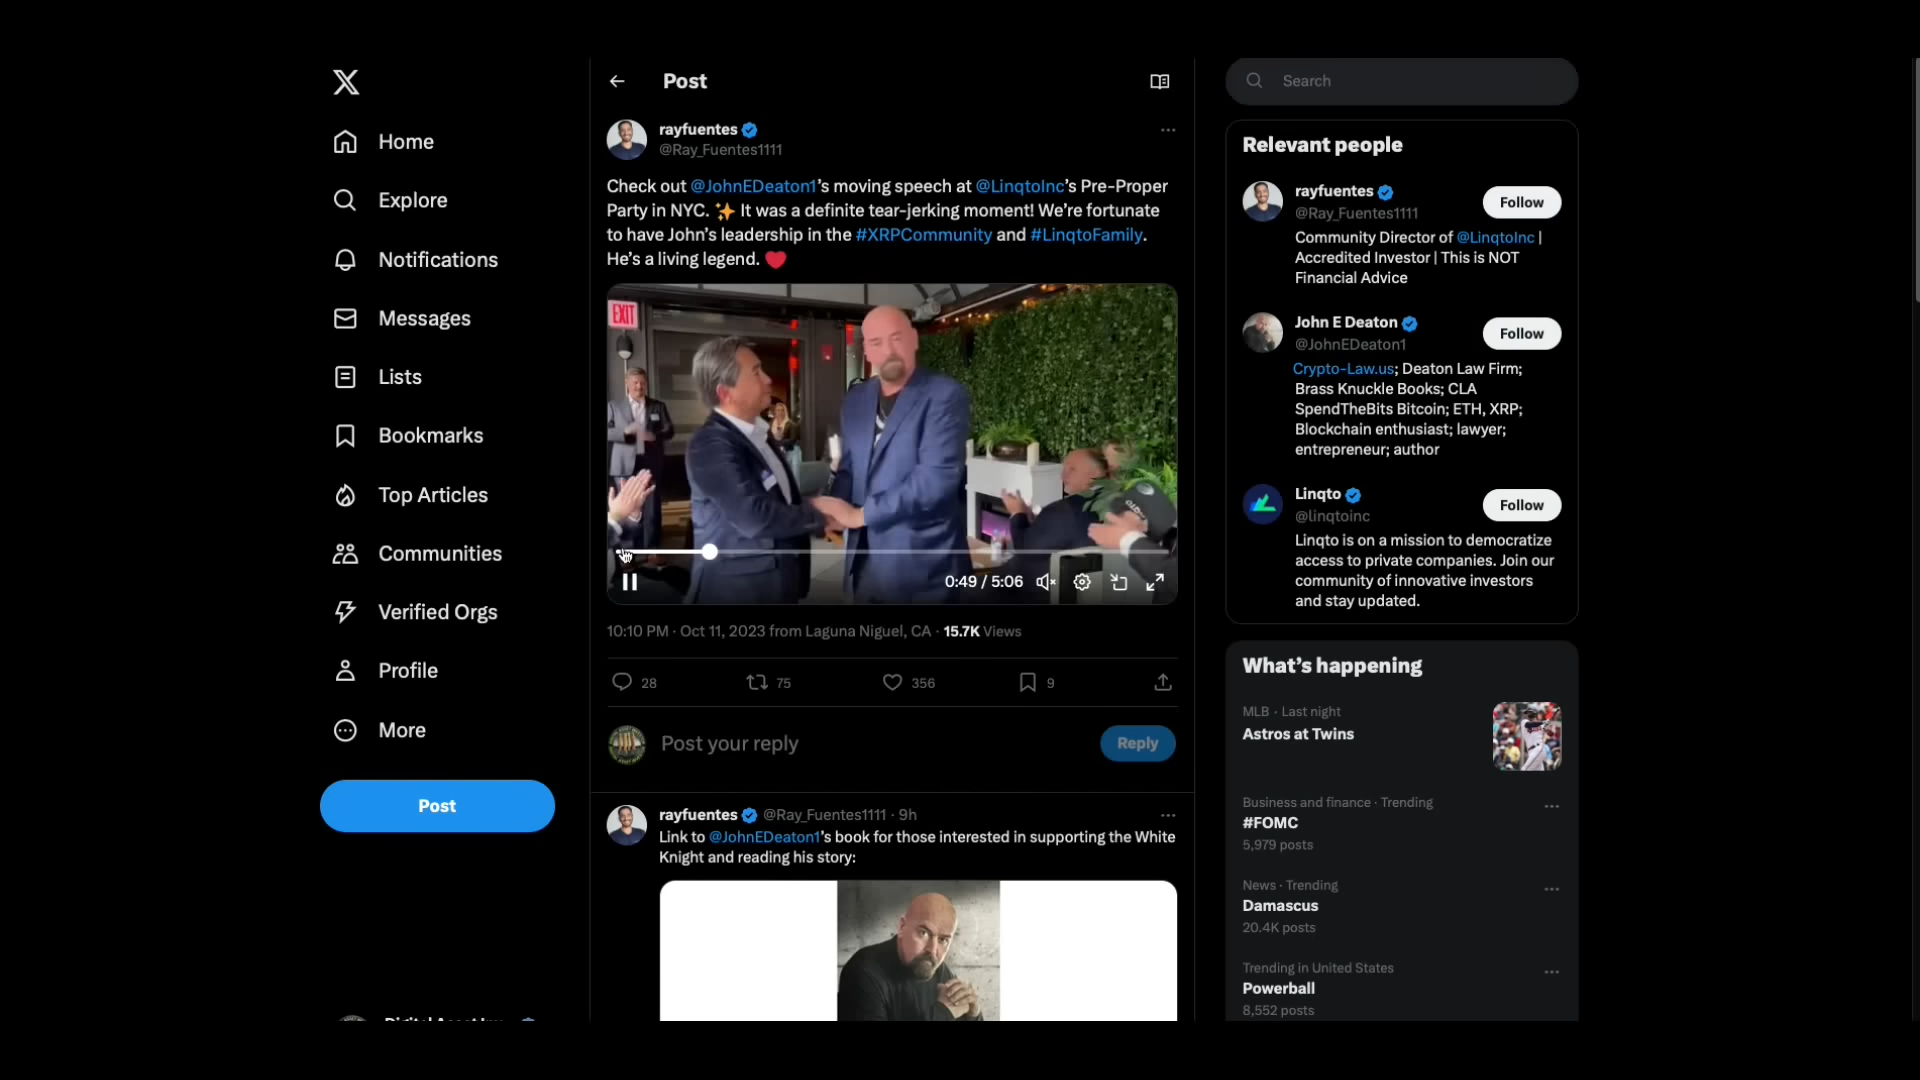 Home
Explore
Notifications
Messages
Lists
Bookmarks
Top Articles
Communities
Verified Orgs
Profile
More
Post
Post
rayfuentes
@Ray_Fuentes1111
Check out @JohnEDeaton1's moving speech at @LinqtoInc's Pre-Proper
Party in NYC. ✨ It was a definite tear-jerking moment! We're fortunate
to have John's leadership in the #XRPCommunity and #LinqtoFamily.
He's a living legend. ❤️
EXIT
0:49 / 5:06
10:10 PM · Oct 11, 2023 from Laguna Niguel, CA · 15.7K Views
28
75
356
9
Post your reply
Reply
rayfuentes @Ray_Fuentes1111 · 9h
Link to @JohnEDeaton1's book for those interested in supporting the White
Knight and reading his story:
Search
Relevant people
rayfuentes
@Ray_Fuentes1111
Follow
Community Director of @LinqtoInc |
Accredited Investor | This is NOT
Financial Advice
John E Deaton
@JohnEDeaton1
Follow
Crypto-Law.us; Deaton Law Firm;
Brass Knuckle Books; CLA
SpendTheBits Bitcoin; ETH, XRP;
Blockchain enthusiast; lawyer;
entrepreneur; author
Linqto
@linqtoinc
Follow
Linqto is on a mission to democratize
access to private companies. Join our
community of innovative investors
and stay updated.
What's happening
MLB · Last night
Astros at Twins
Business and finance · Trending
#FOMC
5,979 posts
News · Trending
Damascus
20.4K posts
Trending in United States
Powerball
8,552 posts